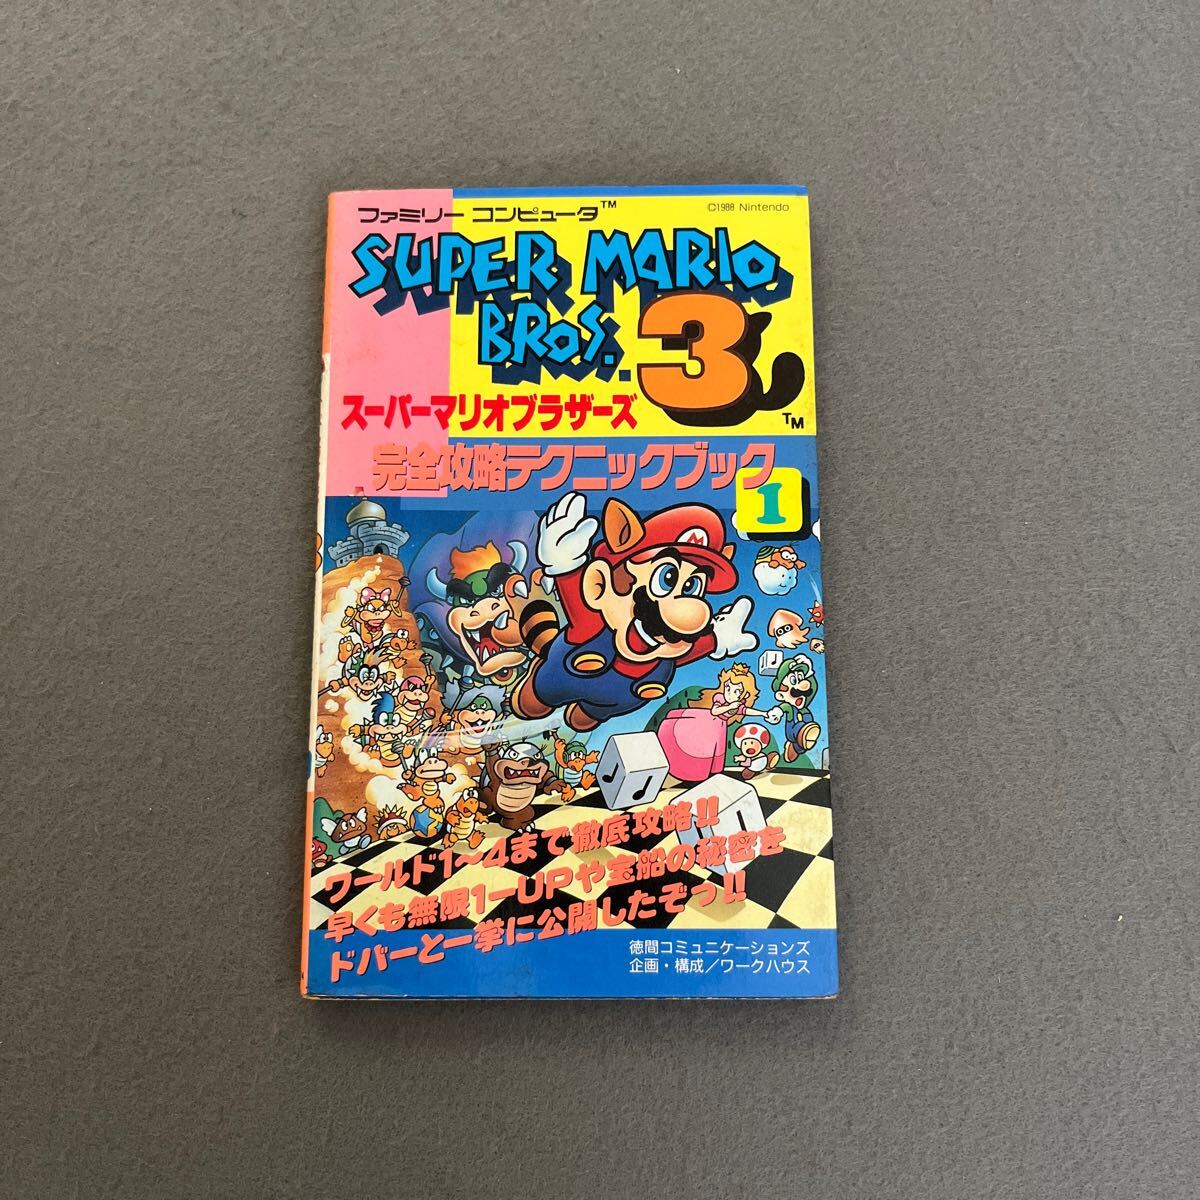 ファミリー コンピュータ™
©1988 Nintendo
SUPER MARIO
BROS. 3
™
スーパーマリオブラザーズ
完全攻略テクニックブック
1
M
ワールド1〜4まで徹底攻略!!
早くも無限1ーUPや宝船の秘密を
ドバーと一挙に公開したぞっ!!
徳間コミュニケーションズ
企画・構成/ワークハウス